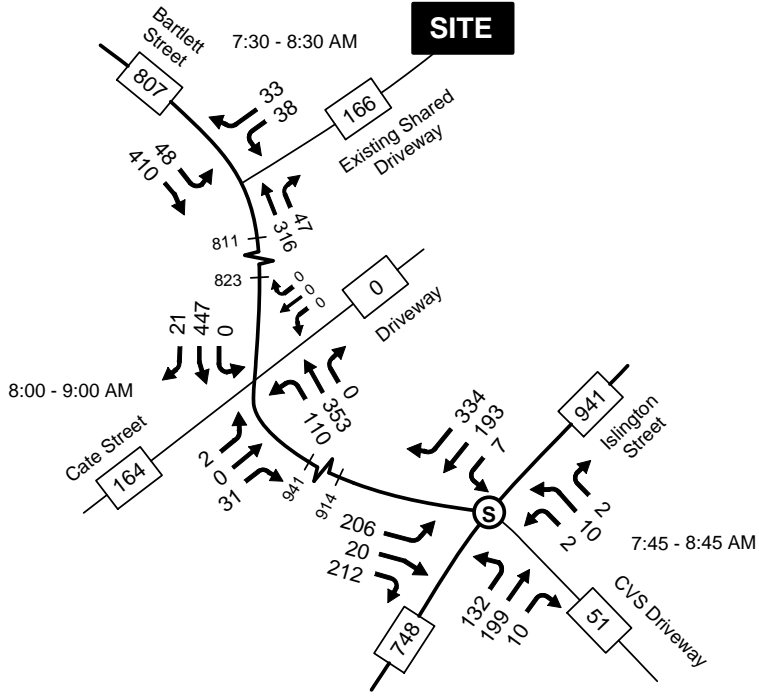 SITE
Bartlett
Street
7:30 - 8:30 AM
807
166
Existing Shared
Driveway
33
38
48
410
47
316
811
823
0
0
0
0
Driveway
21
447
0
8:00 - 9:00 AM
0
353
110
Cate Street
164
2
0
31
941
914
334
193
7
941
Islington
Street
S
206
20
212
2
10
2
7:45 - 8:45 AM
132
199
10
748
51
CVS Driveway